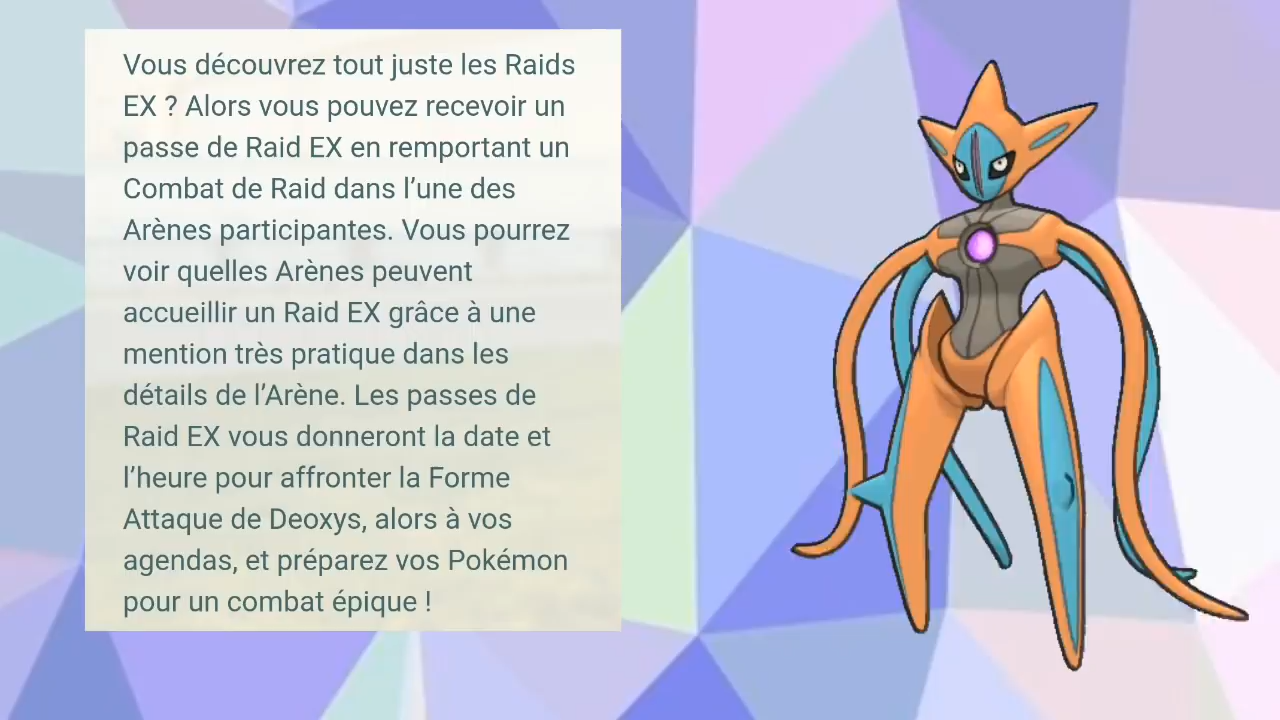 Vous découvrez tout juste les Raids
EX ? Alors vous pouvez recevoir un
passe de Raid EX en remportant un
Combat de Raid dans l’une des
Arènes participantes. Vous pourrez
voir quelles Arènes peuvent
accueillir un Raid EX grâce à une
mention très pratique dans les
détails de l’Arène. Les passes de
Raid EX vous donneront la date et
l’heure pour affronter la Forme
Attaque de Deoxys, alors à vos
agendas, et préparez vos Pokémon
pour un combat épique !